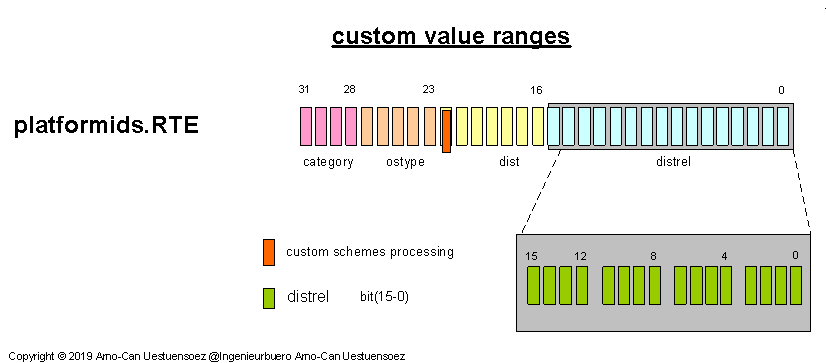 custom value ranges
31 28 23 16 0
platformids.RTE
category ostype dist distrel
15 12 8 4 0
custom schemes processing
distrel bit(15-0)
Copyright © 2019 Arno-Can Uestuensoez @Ingenieurbuero Arno-Can Uestuensoez